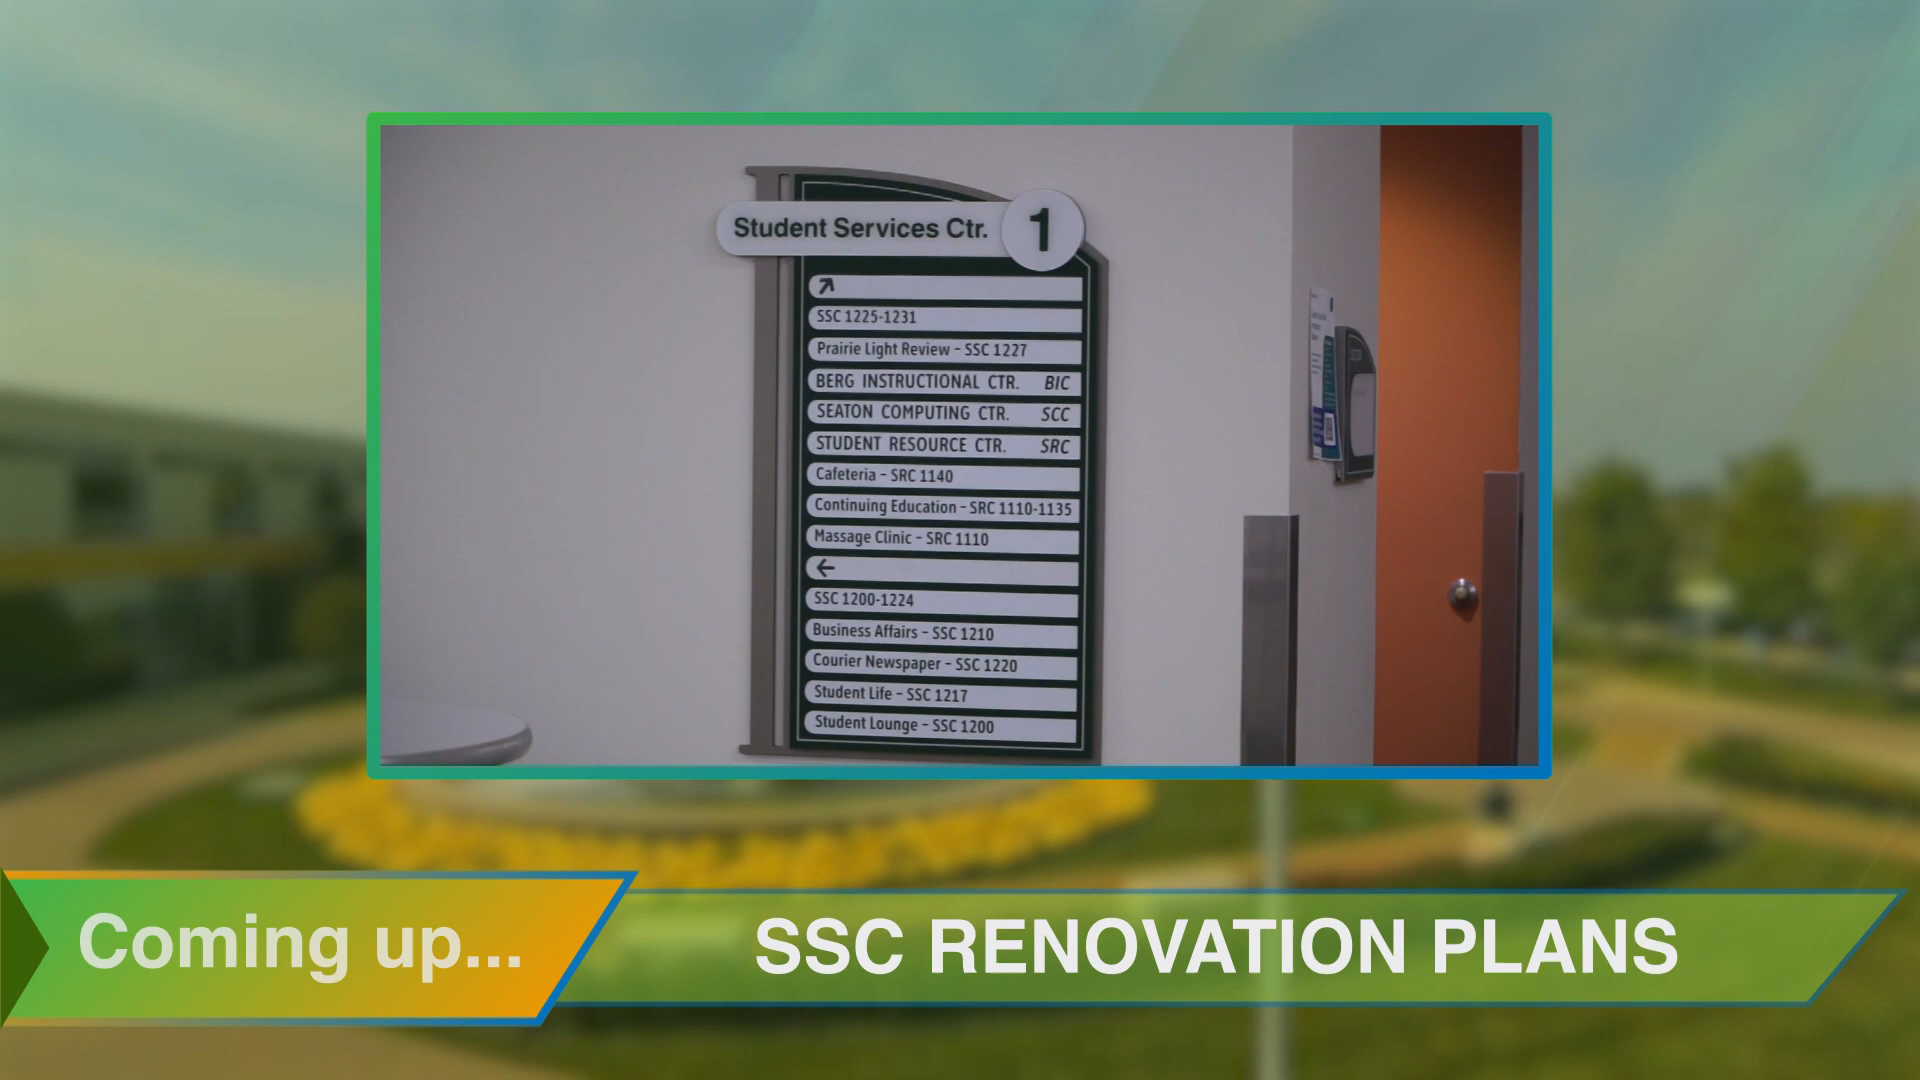 Student Services Ctr. 1
↗
SSC 1225-1231
Prairie Light Review - SSC 1227
BERG INSTRUCTIONAL CTR. BIC
SEATON COMPUTING CTR. SCC
STUDENT RESOURCE CTR. SRC
Cafeteria - SRC 1140
Continuing Education - SRC 1110-1135
Massage Clinic - SRC 1110
←
SSC 1200-1224
Business Affairs - SSC 1210
Courier Newspaper - SSC 1220
Student Life - SSC 1217
Student Lounge - SSC 1200
Coming up...
SSC RENOVATION PLANS